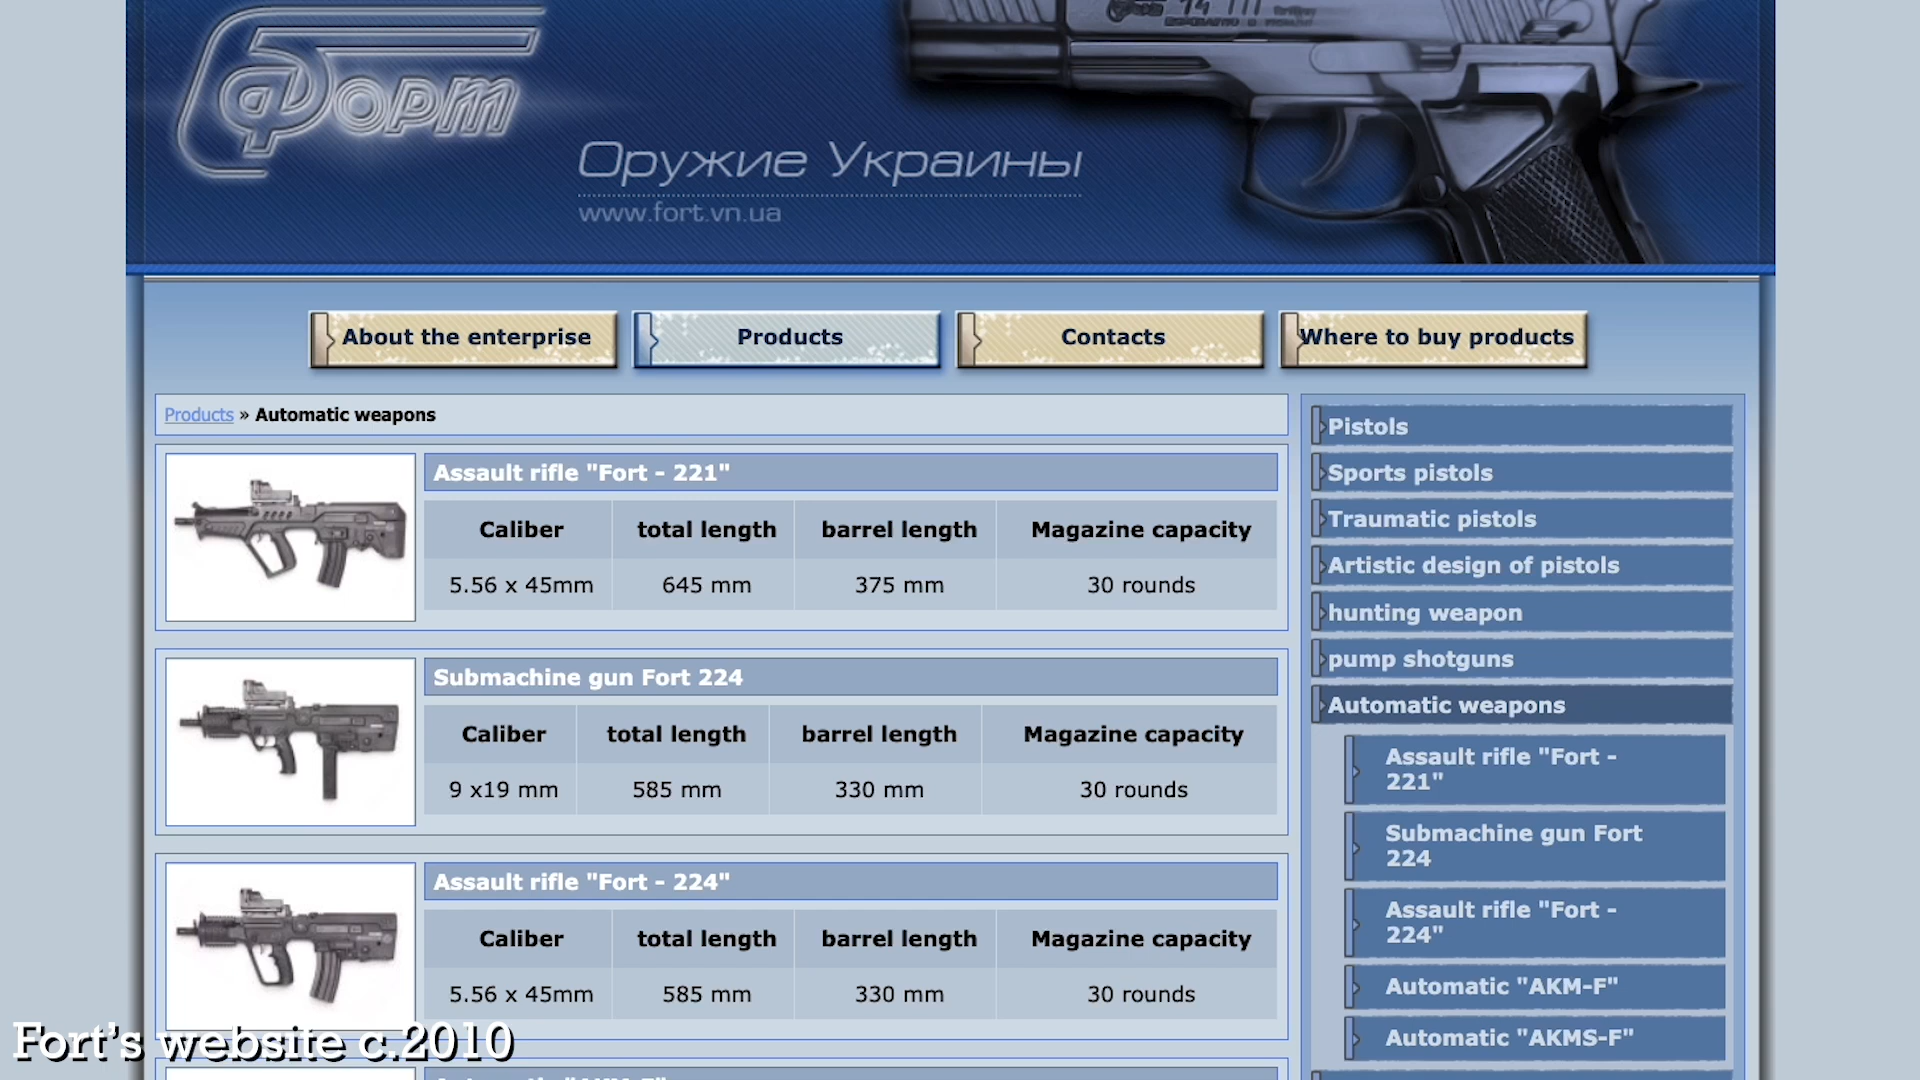 Форт
Оружие Украины
www.fort.vn.ua
About the enterprise
Products
Contacts
Where to buy products
Products » Automatic weapons
Assault rifle "Fort - 221"
Caliber total length barrel length Magazine capacity
5.56 x 45mm 645 mm 375 mm 30 rounds
Submachine gun Fort 224
Caliber total length barrel length Magazine capacity
9 x19 mm 585 mm 330 mm 30 rounds
Assault rifle "Fort - 224"
Caliber total length barrel length Magazine capacity
5.56 x 45mm 585 mm 330 mm 30 rounds
Pistols
Sports pistols
Traumatic pistols
Artistic design of pistols
hunting weapon
pump shotguns
Automatic weapons
Assault rifle "Fort -
221"
Submachine gun Fort
224
Assault rifle "Fort -
224"
Automatic "AKM-F"
Automatic "AKMS-F"
Fort's website c.2010